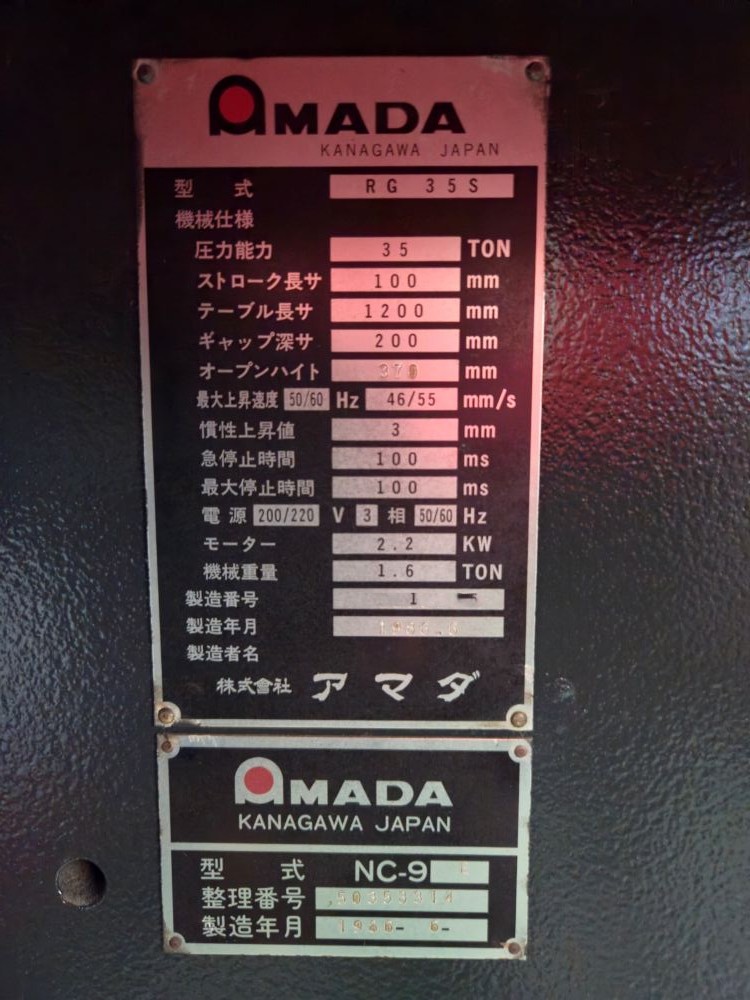 AMADA
KANAGAWA JAPAN
型 式 RG 35S
機械仕様
圧力能力 35 TON
ストローク長サ 100 mm
テーブル長サ 1200 mm
ギャップ深サ 200 mm
オープンハイト mm
最大上昇速度 50/60 Hz 46/55 mm/s
慣性上昇値 3 mm
急停止時間 100 ms
最大停止時間 100 ms
電源 200/220 V 3 相 50/60 Hz
モーター 2.2 KW
機械重量 1.6 TON
製造番号 1
製造年月
製造者名
株式會社 アマダ
AMADA
KANAGAWA JAPAN
型 式 NC-9
整理番号
製造年月 1986- 6-